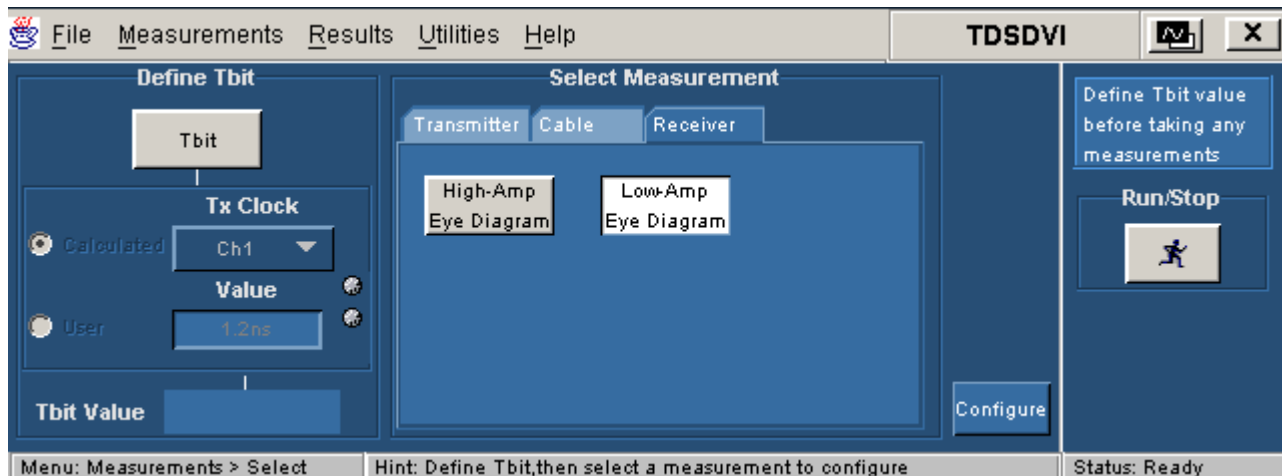 File Measurements Results Utilities Help TDSDVI
Define Tbit
Tbit
Tx Clock
Calculated Ch1
Value
User 1.2ns
Tbit Value
Select Measurement
Transmitter Cable Receiver
High-Amp
Eye Diagram
Low-Amp
Eye Diagram
Configure
Define Tbit value
before taking any
measurements
Run/Stop
Menu: Measurements > Select
Hint: Define Tbit,then select a measurement to configure
Status: Ready